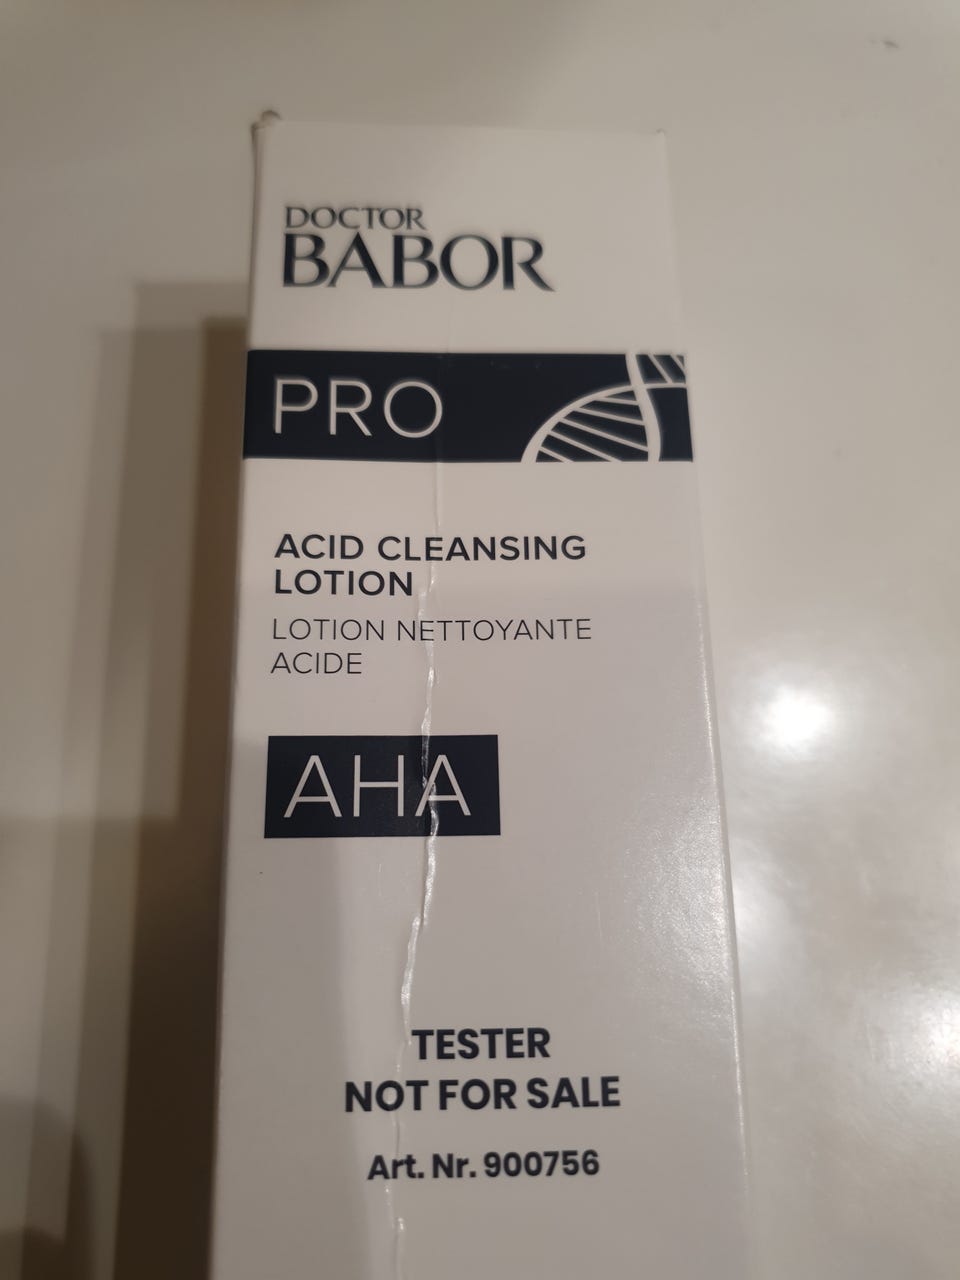 DOCTOR
BABOR
PRO
ACID CLEANSING
LOTION
LOTION NETTOYANTE
ACIDE
AHA
TESTER
NOT FOR SALE
Art. Nr. 900756